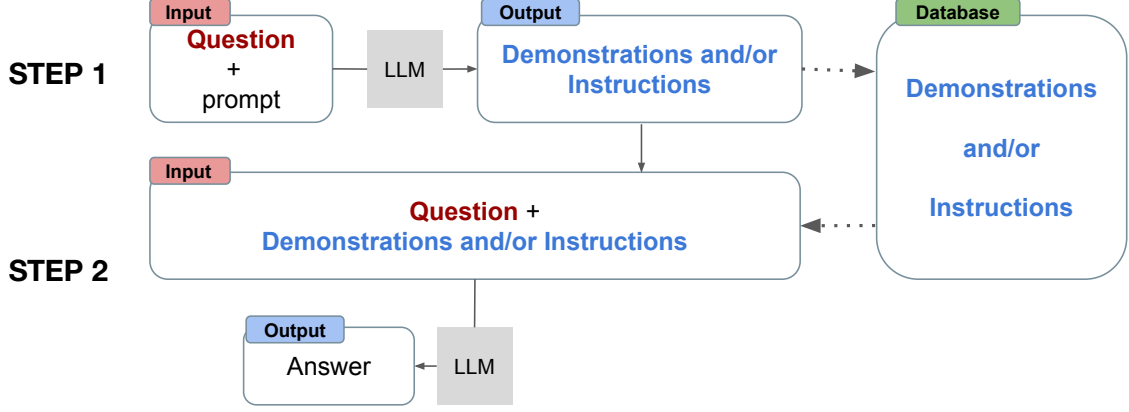 Input
Output
Database
STEP 1
Question
+
prompt
LLM
Demonstrations and/or
Instructions
Demonstrations
and/or
Instructions
Input
STEP 2
Question +
Demonstrations and/or Instructions
Output
Answer
LLM